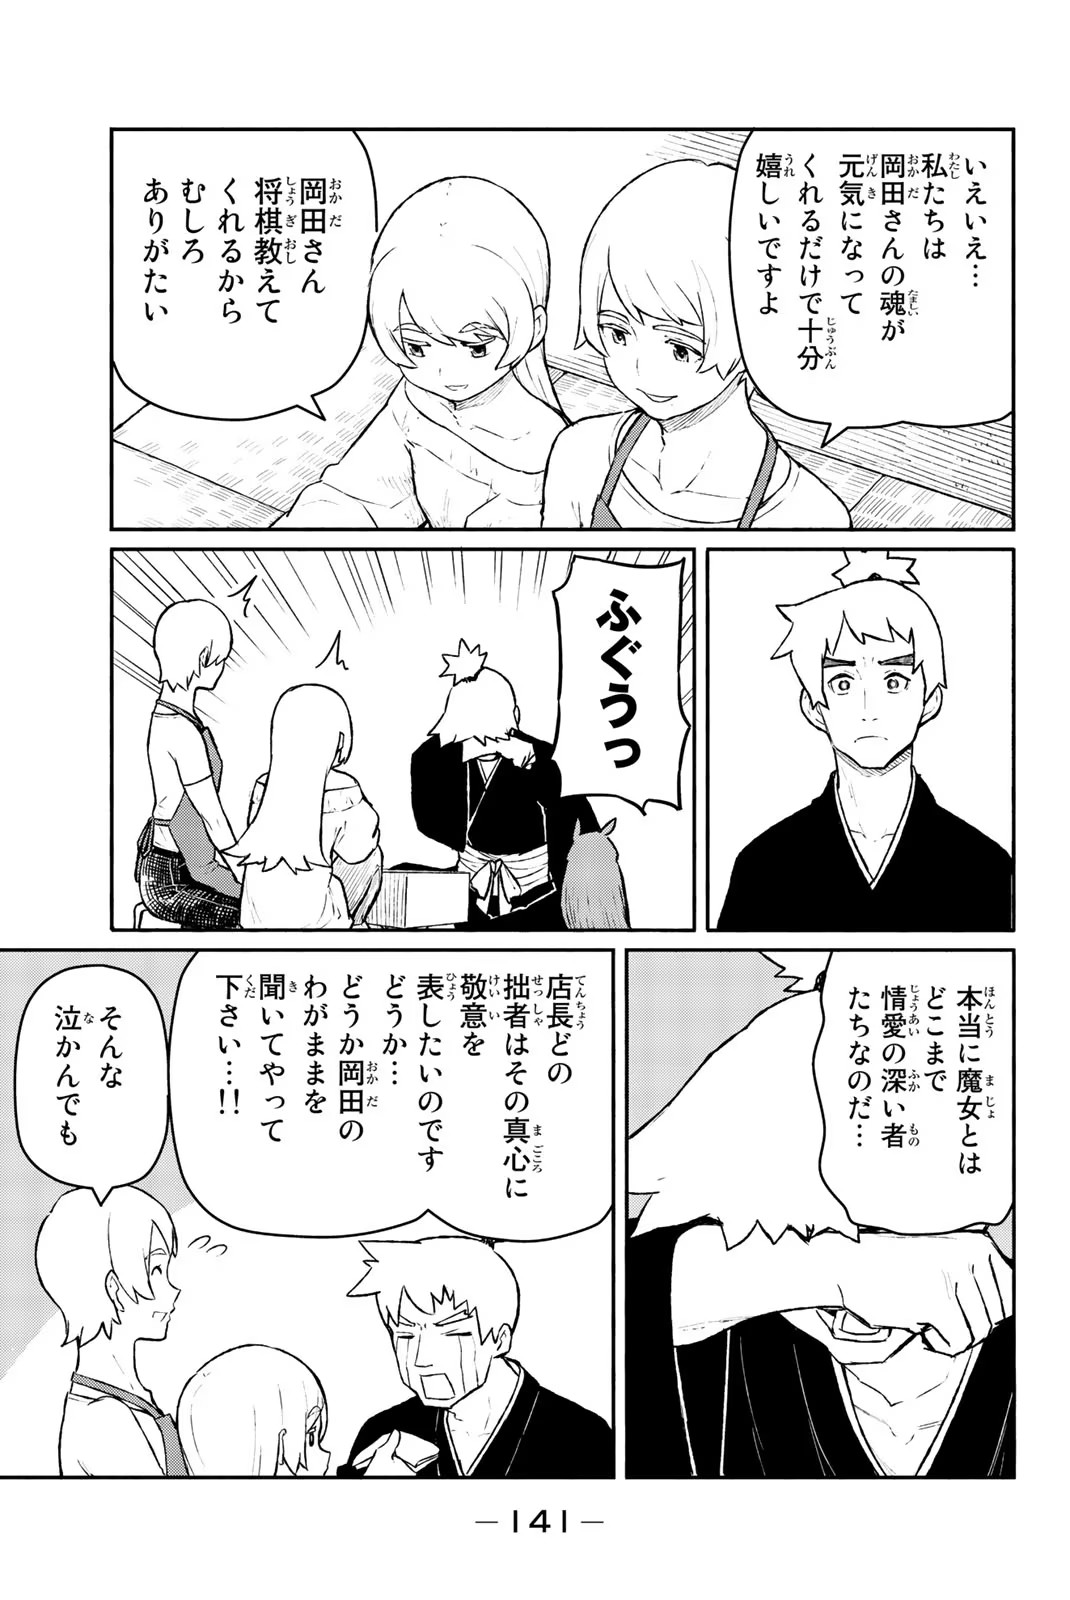 いえいえ…
私たちは
岡田さんの魂が
元気になって
くれるだけで十分
嬉しいですよ
岡田さん
将棋教えて
くれるから
むしろ
ありがたい
ふぐうっ
本当に魔女とは
どこまで
情愛の深い者
たちなのだ…
店長どの
拙者はその真心に
敬意を
表したいのです
どうか…
どうか岡田の
わがままを
聞いてやって
下さい…!!
そんな
泣かんでも
—141—